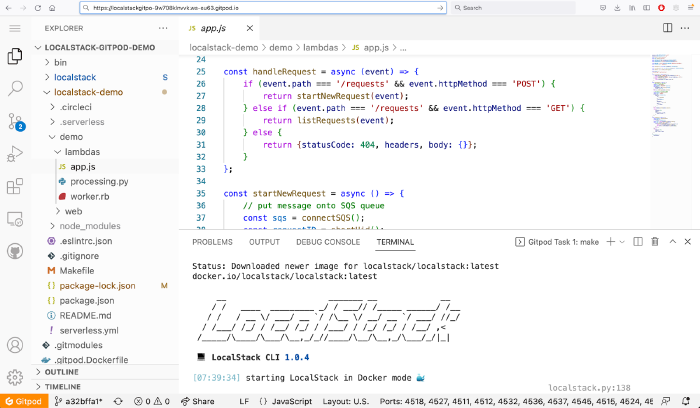 https://localstackgitpo-9w708kinvvk.ws-eu63.gitpod.io
Search
EXPLORER
LOCALSTACK-GITPOD-DEMO
bin
localstack
S
localstack-demo
.circleci
.serverless
demo
lambdas
JS app.js
processing.py
worker.rb
web
node_modules
.eslintrc.json
.gitignore
Makefile
package-lock.json
M
package.json
README.md
serverless.yml
.gitmodules
.gitpod.Dockerfile
OUTLINE
TIMELINE
2
JS app.js
localstack-demo > demo > lambdas > JS app.js > ...
24
25 const handleRequest = async (event) => {
26 if (event.path === '/requests' && event.httpMethod === 'POST') {
27 return startNewRequest(event);
28 } else if (event.path === '/requests' && event.httpMethod === 'GET') {
29 return listRequests(event);
30 } else {
31 return {statusCode: 404, headers, body: {}};
32 }
33 };
34
35 const startNewRequest = async () => {
36 // put message onto SQS queue
37 const sqs = connectSQS();
PROBLEMS OUTPUT DEBUG CONSOLE TERMINAL
Gitpod Task 1: make
Status: Downloaded newer image for localstack/localstack:latest
docker.io/localstack/localstack:latest
LocalStack
LocalStack CLI 1.0.4
[07:39:34] starting LocalStack in Docker mode
localstack.py:138
Gitpod
a32bffa1*
0 0
Share
LF
{} JavaScript
Layout: U.S.
Ports: 4518, 4527, 4511, 4512, 4532, 4536, 4537, 4545, 4515, 4524, 45